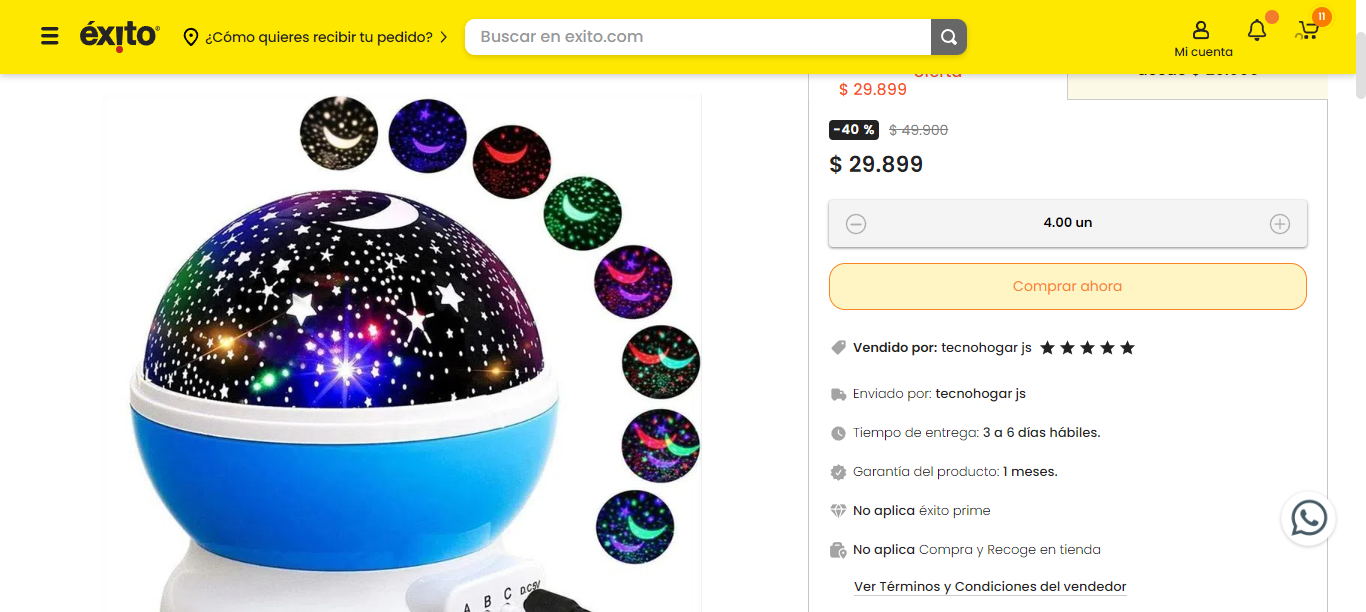 éxito
¿Cómo quieres recibir tu pedido?
Buscar en exito.com
Mi cuenta
11
oferta
$ 29.899
-40 % $ 49.900
$ 29.899
4.00 un
Comprar ahora
Vendido por: tecnohogar js
Enviado por: tecnohogar js
Tiempo de entrega: 3 a 6 días hábiles.
Garantía del producto: 1 meses.
No aplica éxito prime
No aplica Compra y Recoge en tienda
Ver Términos y Condiciones del vendedor
A B C D.C5V